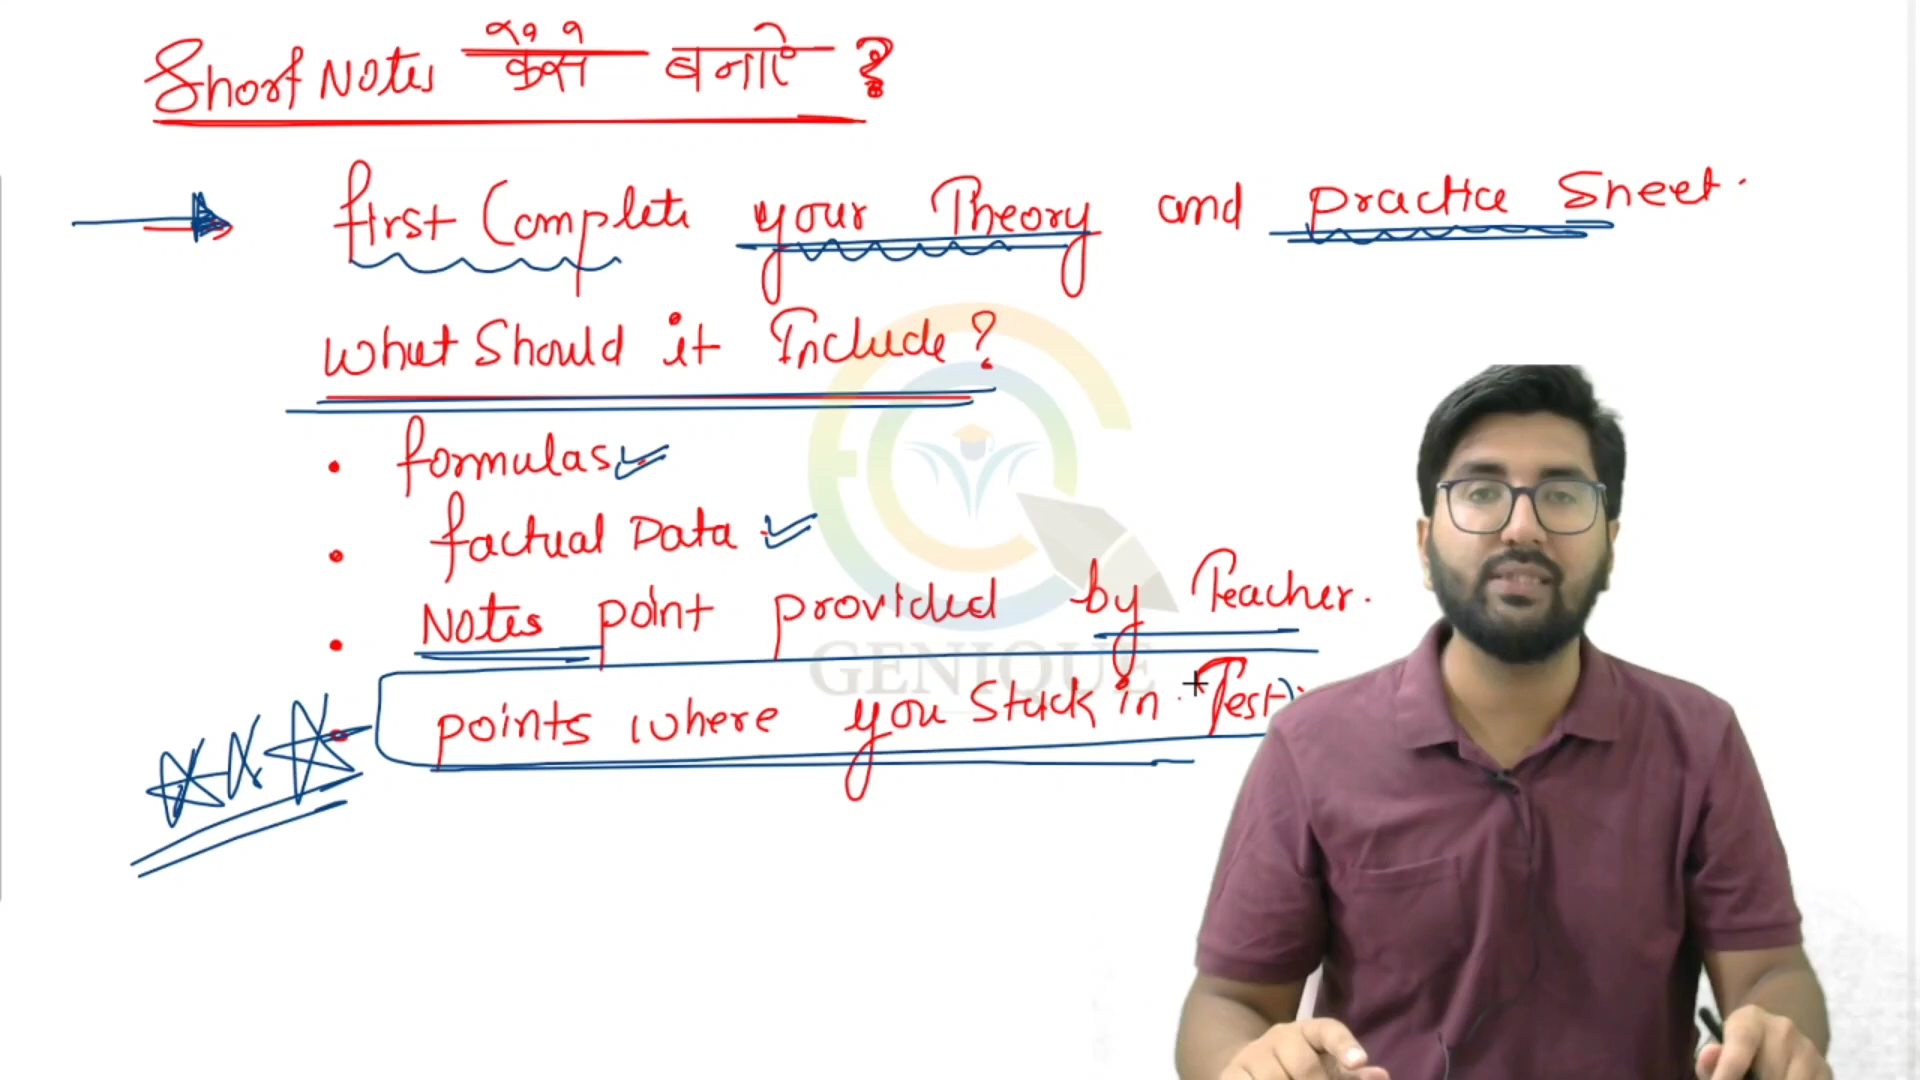 Short Notes कैसे बनाएं ?
First Complete your Theory and practice Sheet.
What Should it Include?
• formulas
• factual Data
• Notes point provided by Teacher.
• points where you Stuck in Test
GENIQUE